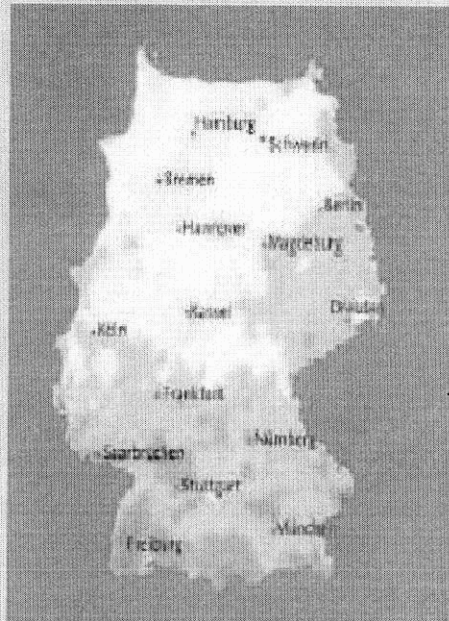 Hamburg
Schwerin
Bremen
Berlin
Hannover
Magdeburg
Kassel
Dresden
Köln
Frankfurt
Nürnberg
Saarbrücken
Stuttgart
München
Freiburg